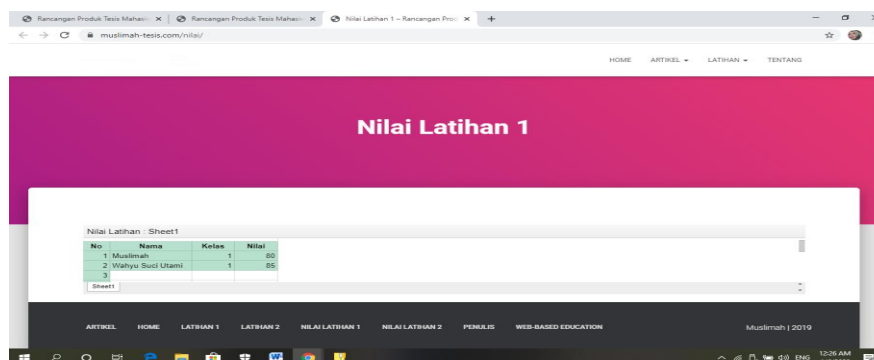 Rancangan Produk Tesis Mahasi
Rancangan Produk Tesis Mahasi
Nilai Latihan 1 – Rancangan Pro
muslimah-tesis.com/nilai/
HOME ARTIKEL LATIHAN TENTANG
Nilai Latihan 1
Nilai Latihan : Sheet1
No Nama Kelas Nilai
1 Muslimah 1 80
2 Wahyu Suci Utami 1 85
3
Sheet1
ARTIKEL HOME LATIHAN 1 LATIHAN 2 NILAI LATIHAN 1 NILAI LATIHAN 2 PENULIS WEB-BASED EDUCATION Muslimah | 2019
ENG 12:26 AM